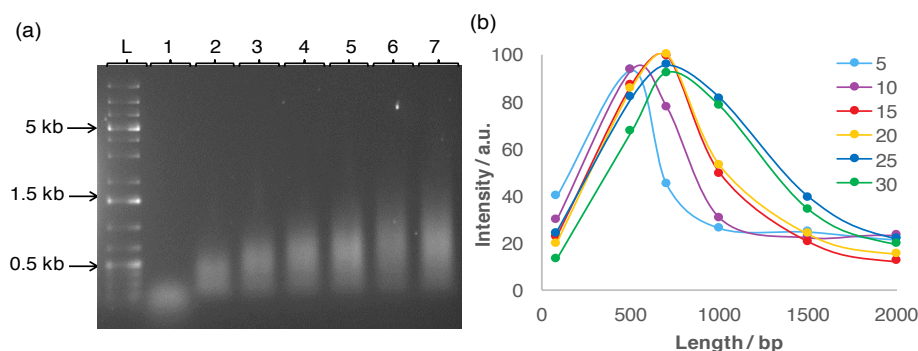 (a)
L 1 2 3 4 5 6 7
5 kb
1.5 kb
0.5 kb
(b)
Intensity / a.u.
100
80
60
40
20
0
0 500 1000 1500 2000
Length / bp
5
10
15
20
25
30